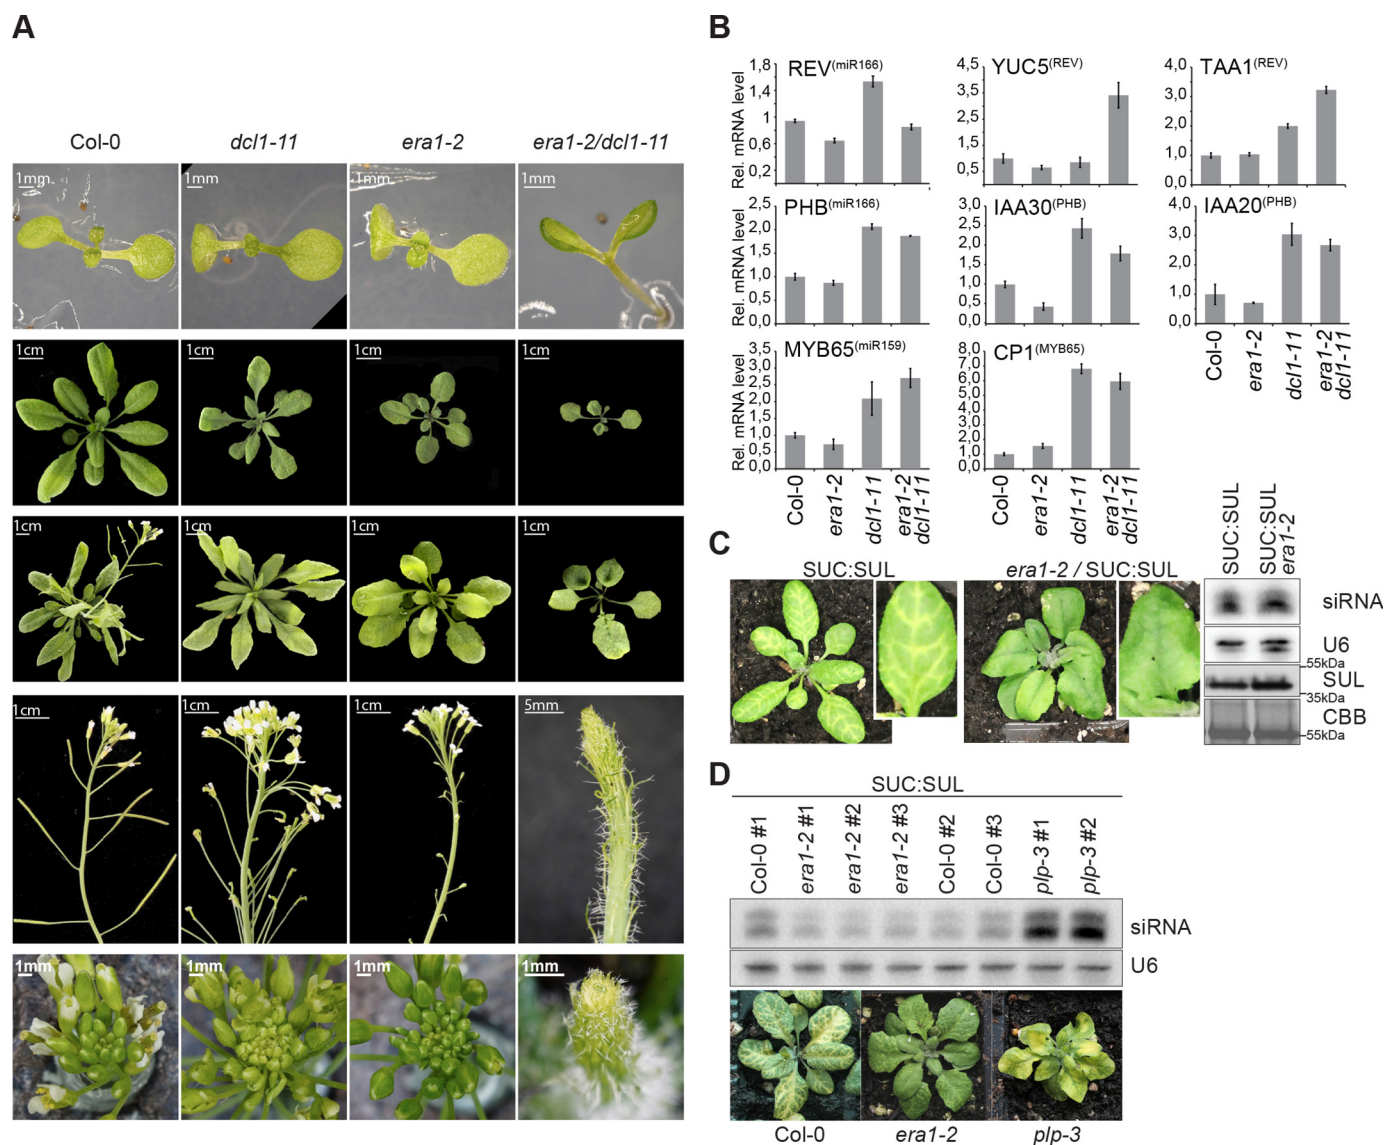 A
Col-0 dcl1-11 era1-2 era1-2/dcl1-11
1mm 1mm 1mm 1mm
1cm 1cm 1cm 1cm
1cm 1cm 1cm 1cm
1cm 1cm 1cm 5mm
1mm 1mm 1mm 1mm
B
REV(miR166)
Rel. mRNA level
1,8
1,4
1,0
0,6
0,2
YUC5(REV)
4,5
3,5
2,5
1,5
0,5
TAA1(REV)
4,0
3,0
2,0
1,0
0,0
PHB(miR166)
Rel. mRNA level
2,5
2,0
1,5
1,0
0,5
0,0
IAA30(PHB)
3,0
2,5
2,0
1,5
1,0
0,5
0,0
IAA20(PHB)
4,0
3,0
2,0
1,0
0,0
Col-0
era1-2
dcl1-11
era1-2
dcl1-11
MYB65(miR159)
Rel. mRNA level
3,5
3,0
2,5
2,0
1,5
1,0
0,5
0,0
Col-0
era1-2
dcl1-11
era1-2
dcl1-11
CP1(MYB65)
8,0
7,0
6,0
5,0
4,0
3,0
2,0
1,0
0,0
Col-0
era1-2
dcl1-11
era1-2
dcl1-11
C
SUC:SUL
era1-2 / SUC:SUL
SUC:SUL
SUC:SUL
era1-2
siRNA
U6
55kDa
SUL
35kDa
CBB
55kDa
D
SUC:SUL
Col-0 #1
era1-2 #1
era1-2 #2
era1-2 #3
Col-0 #2
Col-0 #3
plp-3 #1
plp-3 #2
siRNA
U6
Col-0 era1-2 plp-3